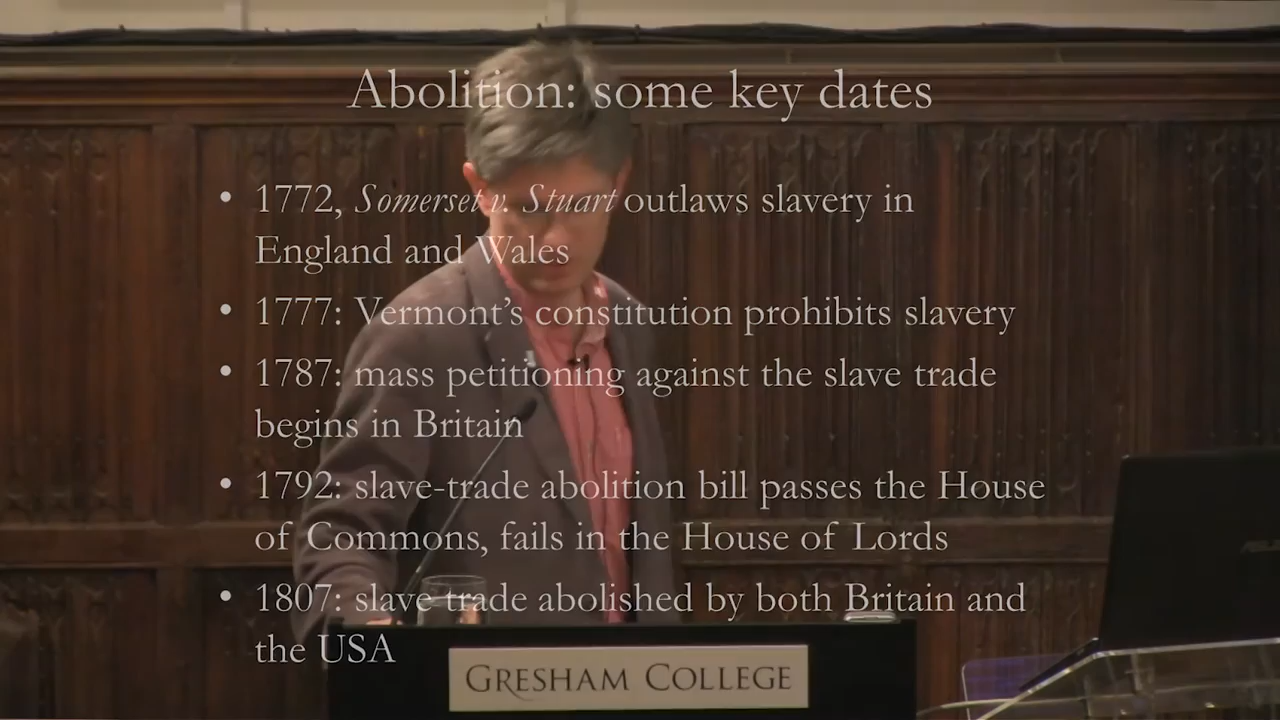 Abolition: some key dates
• 1772, Somerset v. Stuart outlaws slavery in
England and Wales
• 1777: Vermont's constitution prohibits slavery
• 1787: mass petitioning against the slave trade
begins in Britain
• 1792: slave-trade abolition bill passes the House
of Commons, fails in the House of Lords
• 1807: slave trade abolished by both Britain and
the USA
GRESHAM COLLEGE